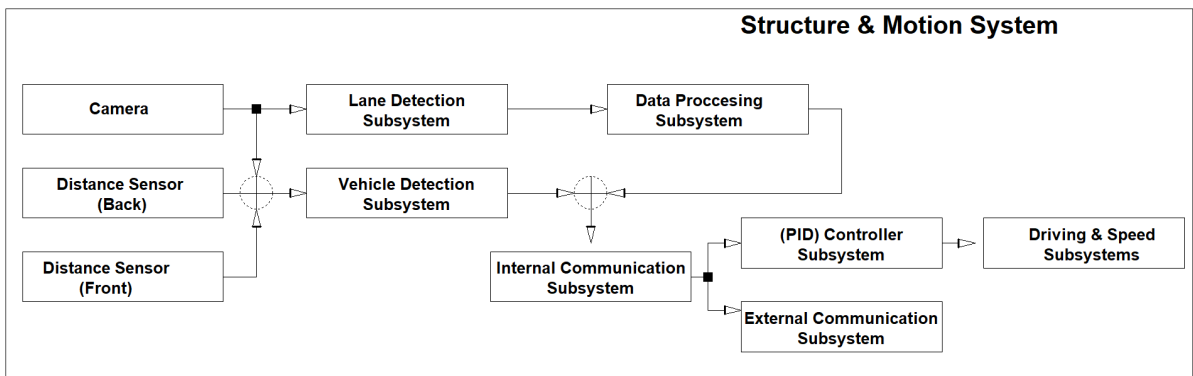 Structure & Motion System
Camera
Lane Detection
Subsystem
Data Proccesing
Subsystem
Distance Sensor
(Back)
Vehicle Detection
Subsystem
Distance Sensor
(Front)
Internal Communication
Subsystem
(PID) Controller
Subsystem
Driving & Speed
Subsystems
External Communication
Subsystem